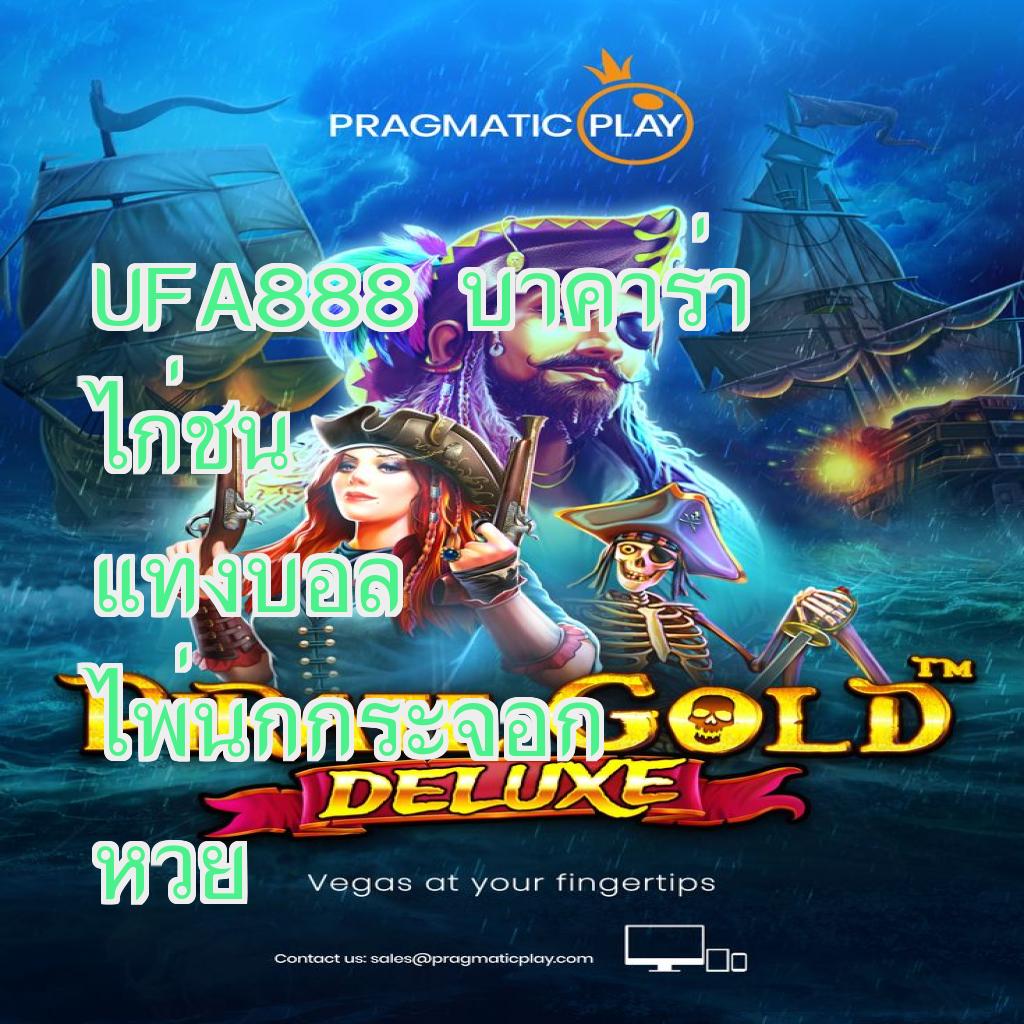 PRAGMATIC PLAY
UFA888 บาคาร่า
ไก่ชน
แทงบอล
ไพ่นกกระจอก
PIRATE GOLD™
DELUXE
หวย
Vegas at your fingertips
Contact us: sales@pragmaticplay.com